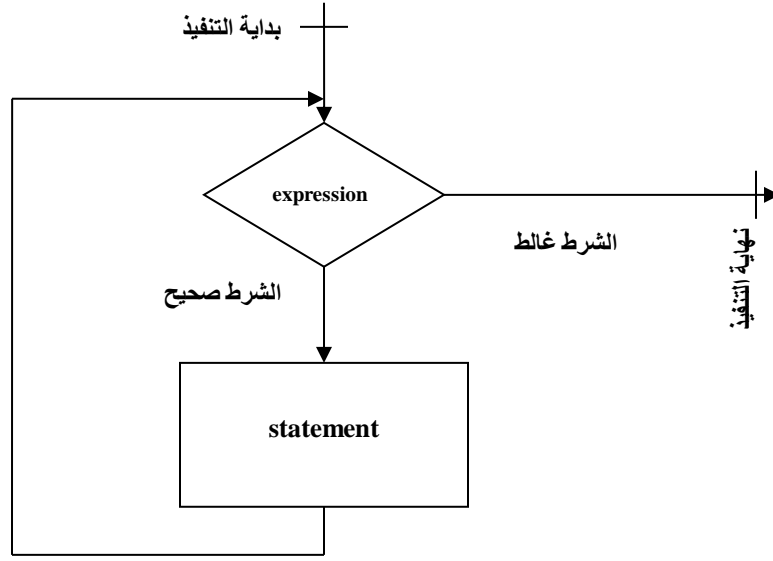 بداية التنفيذ
expression
الشرط غالط
نهاية التنفيذ
الشرط صحيح
statement